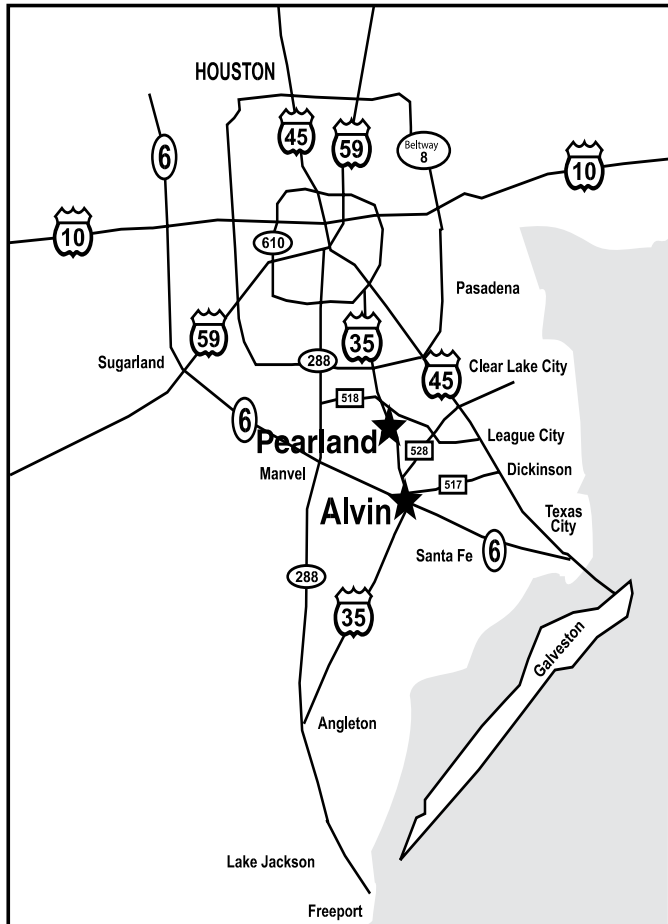 HOUSTON
45
59
6
Beltway
8
10
10
610
Pasadena
59
35
288
Sugarland
45
Clear Lake City
518
6
Pearland
League City
528
Manvel
Dickinson
517
Alvin
Texas
City
Santa Fe
6
288
35
Galveston
Angleton
Lake Jackson
Freeport